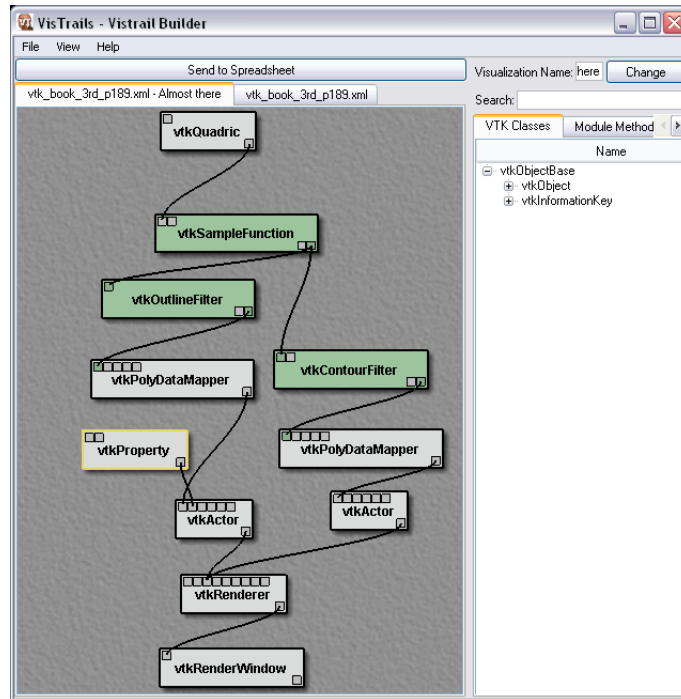 VisTrails - Vistrail Builder
File View Help
Send to Spreadsheet
Visualization Name: here Change
vtk_book_3rd_p189.xml - Almost there vtk_book_3rd_p189.xml
Search:
VTK Classes Module Method
Name
vtkObjectBase
vtkObject
vtkInformationKey
vtkQuadric
vtkSampleFunction
vtkOutlineFilter
vtkContourFilter
vtkPolyDataMapper
vtkProperty
vtkPolyDataMapper
vtkActor
vtkActor
vtkRenderer
vtkRenderWindow